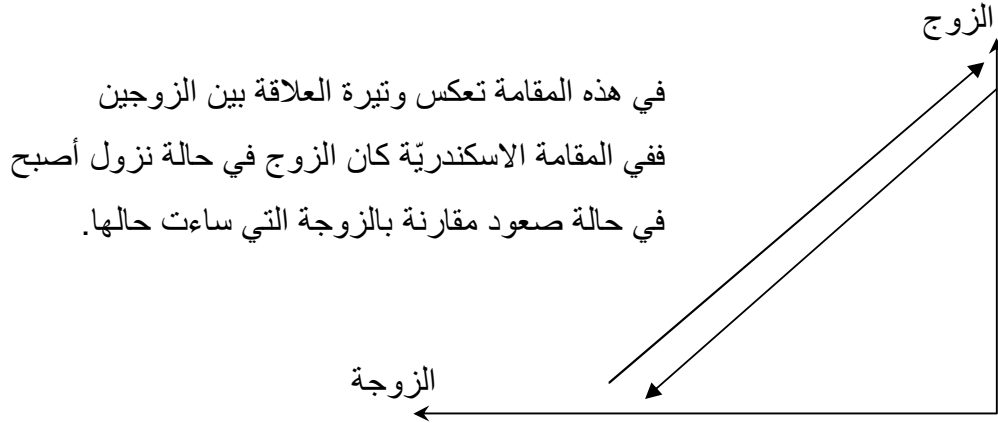 الزوج
في هذه المقامة تعكس وتيرة العلاقة بين الزوجين
ففي المقامة الاسكندريّة كان الزوج في حالة نزول أصبح
في حالة صعود مقارنة بالزوجة التي ساءت حالها.
الزوجة